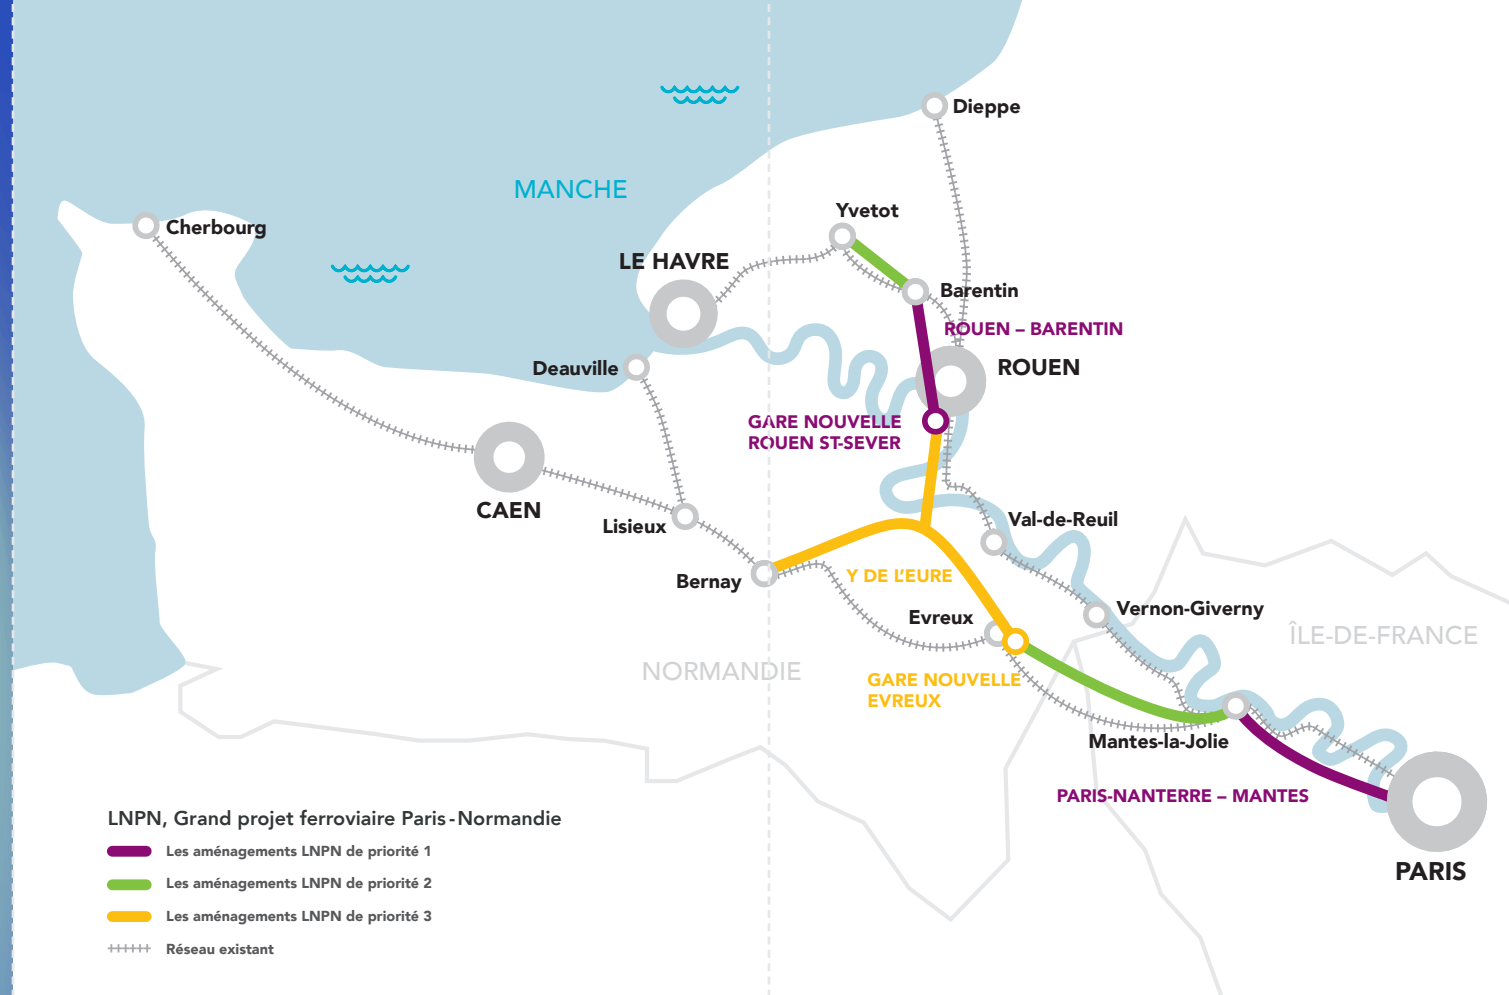 Dieppe
MANCHE
Yvetot
Cherbourg
LE HAVRE
Barentin
ROUEN – BARENTIN
ROUEN
Deauville
GARE NOUVELLE
ROUEN ST-SEVER
CAEN
Lisieux
Val-de-Reuil
Bernay
Y DE L’EURE
Evreux
Vernon-Giverny
ÎLE-DE-FRANCE
NORMANDIE
GARE NOUVELLE
EVREUX
Mantes-la-Jolie
PARIS-NANTERRE – MANTES
PARIS
LNPN, Grand projet ferroviaire Paris-Normandie
Les aménagements LNPN de priorité 1
Les aménagements LNPN de priorité 2
Les aménagements LNPN de priorité 3
Réseau existant